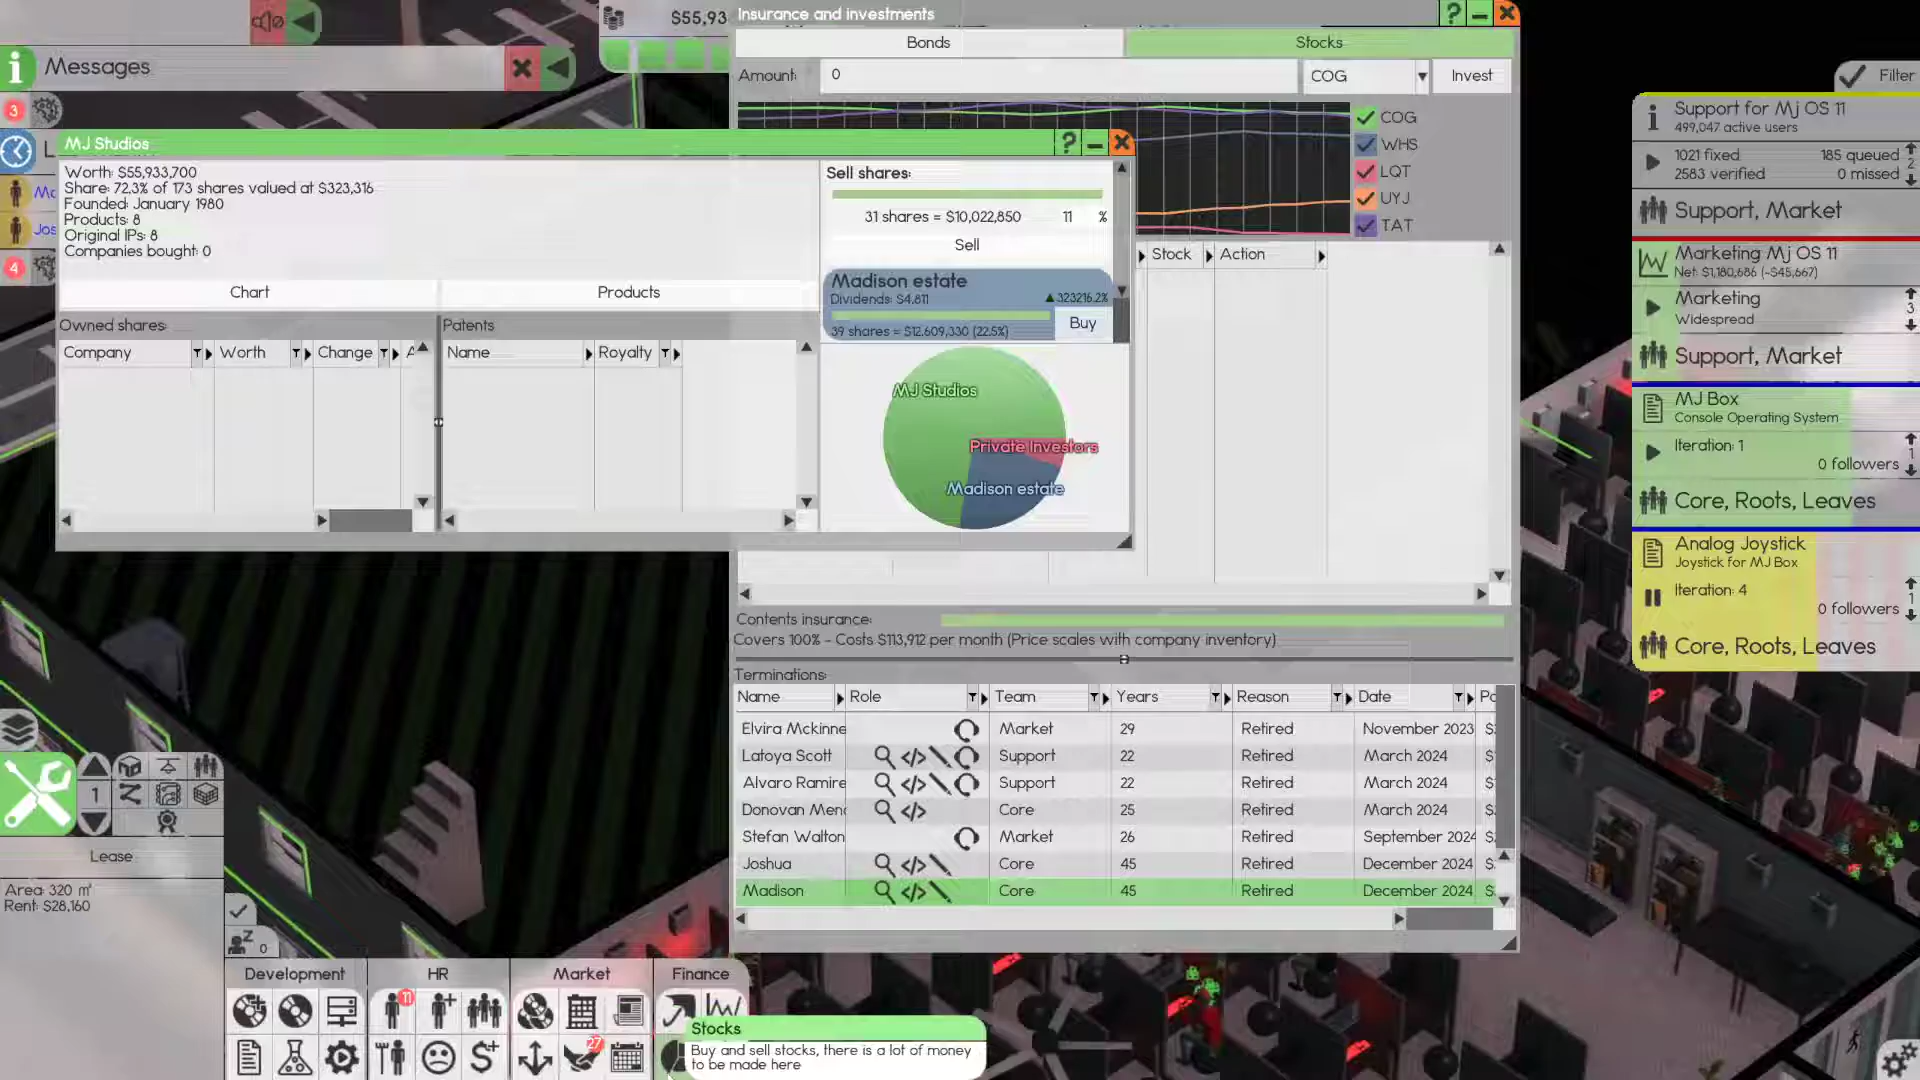 $55,93
Insurance and investments
Bonds
Stocks
Amount:
0
COG
Invest
Messages
3
4
COG
WHS
LQT
UYJ
TAT
Stock
Action
MJ Studios
Worth: $55,933,700
Share: 72.3% of 173 shares valued at $323,316
Founded: January 1980
Products: 8
Original IPs: 8
Companies bought: 0
Chart
Products
Owned shares:
Company
Worth
Change
Patents
Name
Royalty
Sell shares:
31 shares = $10,022,850
11
%
Sell
Madison estate
Dividends: $4,811
323216.2%
39 shares = $12,609,330 (22.5%)
Buy
MJ Studios
Private Investors
Madison estate
Contents insurance:
Covers 100% - Costs $113,912 per month (Price scales with company inventory)
Terminations:
Name
Role
Team
Years
Reason
Date
Elvira Mckinne
Market
29
Retired
November 2023
Latoya Scott
Support
22
Retired
March 2024
Alvaro Ramire
Support
22
Retired
March 2024
Donovan Men
Core
25
Retired
March 2024
Stefan Walton
Market
26
Retired
September 2024
Joshua
Core
45
Retired
December 2024
Madison
Core
45
Retired
December 2024
Filter
Support for Mj OS 11
499,047 active users
1021 fixed
185 queued
2583 verified
0 missed
2
Support, Market
Marketing Mj OS 11
Net: $1,180,686 (-$45,667)
Marketing
Widespread
3
Support, Market
MJ Box
Console Operating System
Iteration: 1
0 followers
1
Core, Roots, Leaves
Analog Joystick
Joystick for MJ Box
Iteration: 4
0 followers
1
Core, Roots, Leaves
1
Lease
Area: 320 m²
Rent: $28,160
0
Development
HR
Market
Finance
11
27
Stocks
Buy and sell stocks, there is a lot of money
to be made here